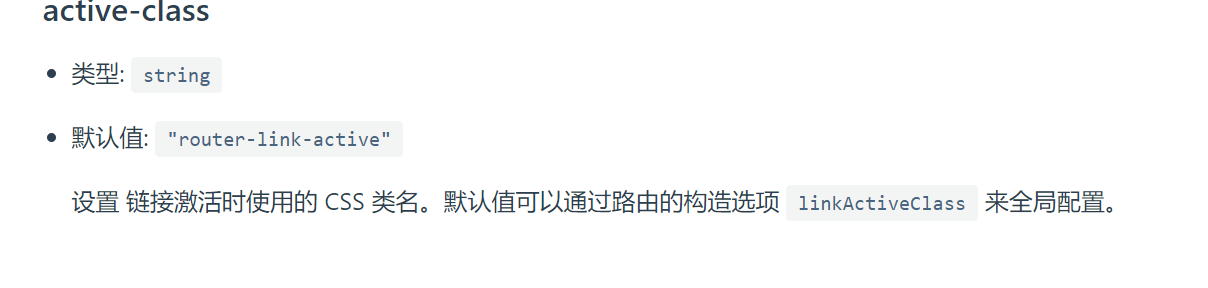 active-class
类型: string
默认值: "router-link-active"
设置 链接激活时使用的 CSS 类名。默认值可以通过路由的构造选项 linkActiveClass 来全局配置。